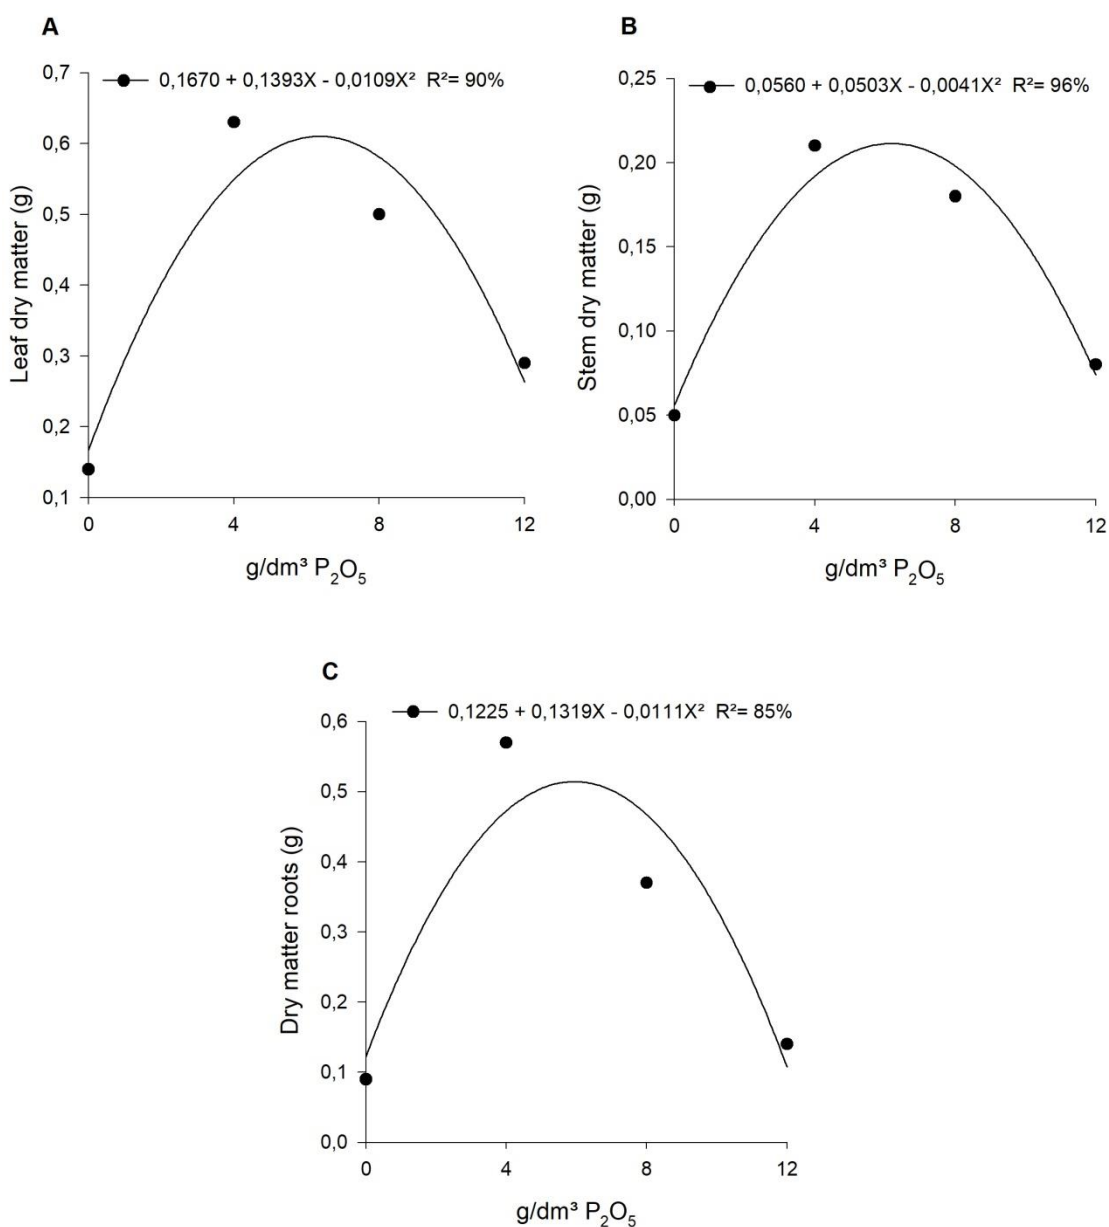 A
0,1670 + 0,1393X - 0,0109X² R²= 90%
0,7
0,6
0,5
0,4
0,3
0,2
0,1
Leaf dry matter (g)
0 4 8 12
g/dm³ P₂O₅
B
0,0560 + 0,0503X - 0,0041X² R²= 96%
0,25
0,20
0,15
0,10
0,05
0,00
Stem dry matter (g)
0 4 8 12
g/dm³ P₂O₅
C
0,1225 + 0,1319X - 0,0111X² R²= 85%
0,6
0,5
0,4
0,3
0,2
0,1
0,0
Dry matter roots (g)
0 4 8 12
g/dm³ P₂O₅